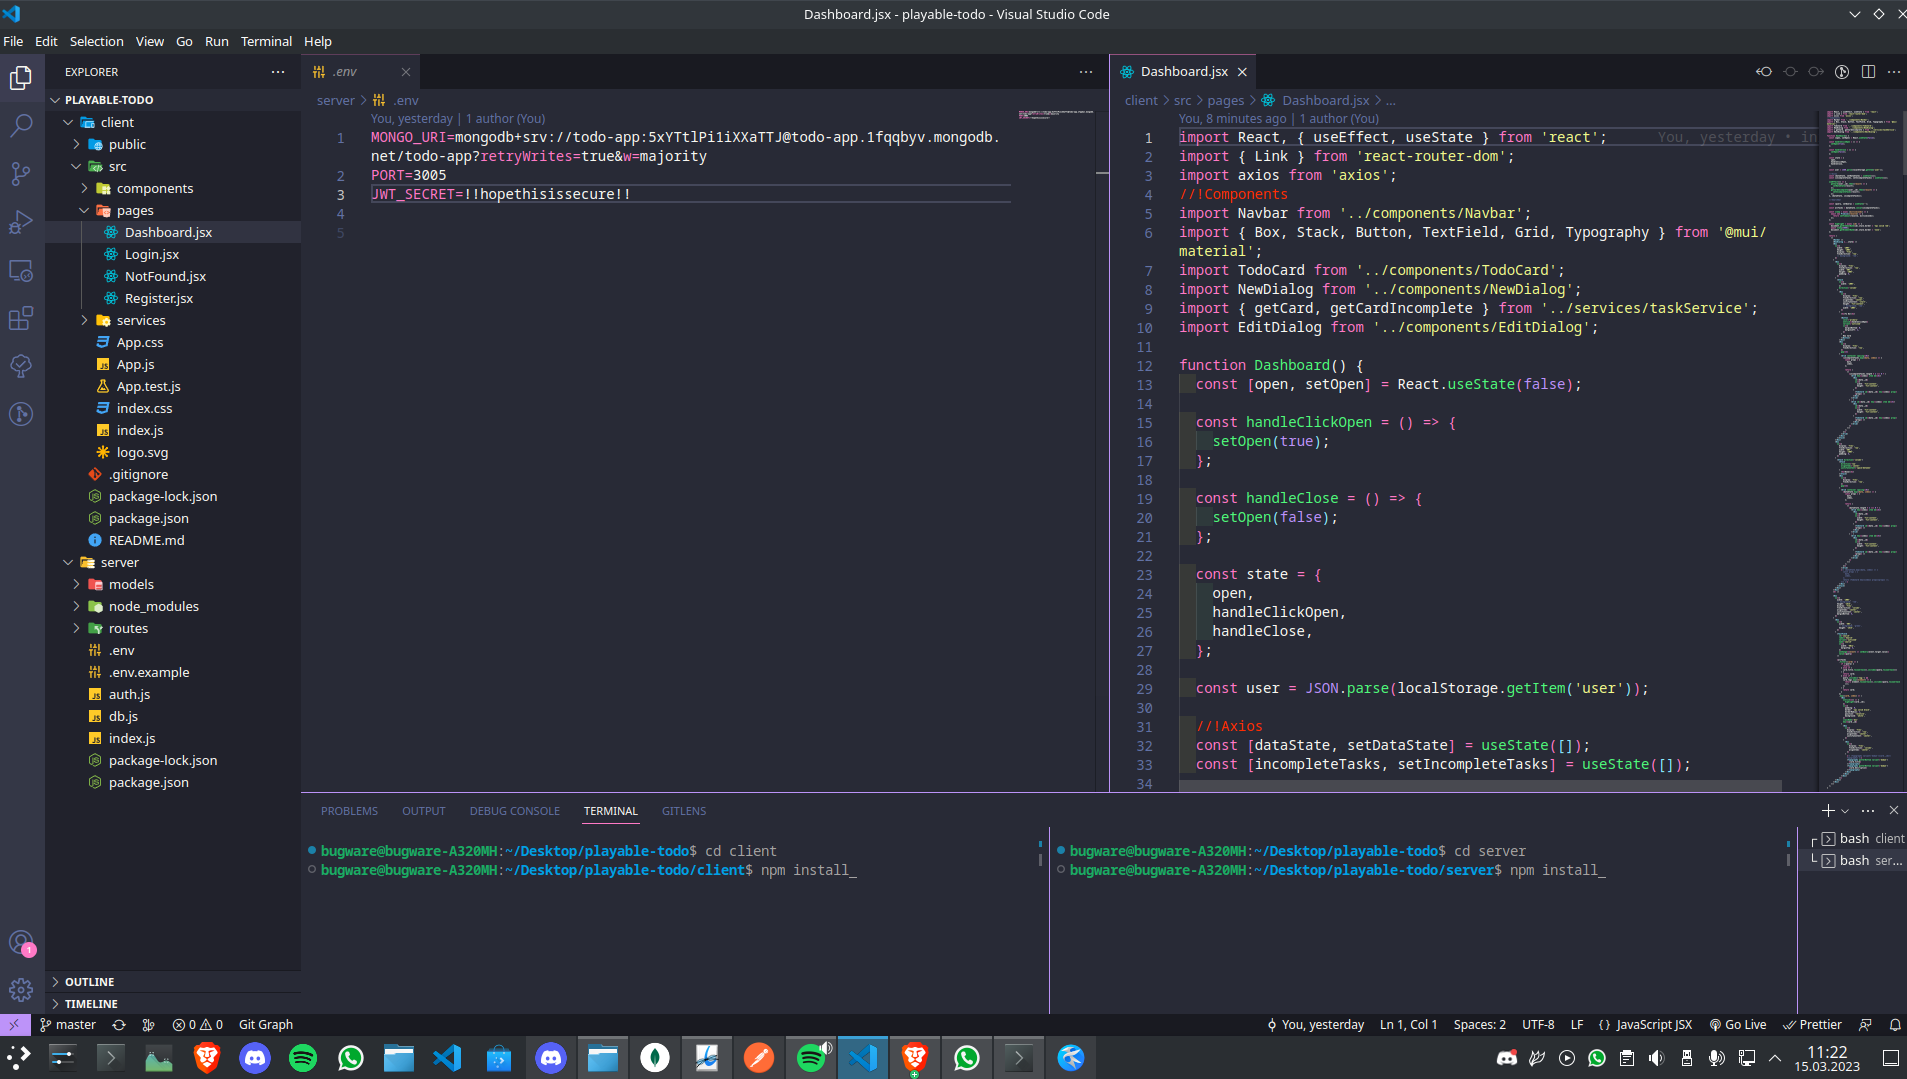 Dashboard.jsx - playable-todo - Visual Studio Code
File Edit Selection View Go Run Terminal Help
EXPLORER
PLAYABLE-TODO
client
public
src
components
pages
Dashboard.jsx
Login.jsx
NotFound.jsx
Register.jsx
services
App.css
App.js
App.test.js
index.css
index.js
logo.svg
.gitignore
package-lock.json
package.json
README.md
server
models
node_modules
routes
.env
.env.example
auth.js
db.js
index.js
package-lock.json
package.json
OUTLINE
TIMELINE
.env
server > .env
You, yesterday | 1 author (You)
1 MONGO_URI=mongodb+srv://todo-app:5xYTtlPi1iXXaTTJ@todo-app.1fqqbyv.mongodb.
net/todo-app?retryWrites=true&w=majority
2 PORT=3005
3 JWT_SECRET=!!hopethisissecure!!
4
5
Dashboard.jsx
client > src > pages > Dashboard.jsx > ...
You, 8 minutes ago | 1 author (You)
1 import React, { useEffect, useState } from 'react'; You, yesterday • in
2 import { Link } from 'react-router-dom';
3 import axios from 'axios';
4 //!Components
5 import Navbar from '../components/Navbar';
6 import { Box, Stack, Button, TextField, Grid, Typography } from '@mui/
material';
7 import TodoCard from '../components/TodoCard';
8 import NewDialog from '../components/NewDialog';
9 import { getCard, getCardIncomplete } from '../services/taskService';
10 import EditDialog from '../components/EditDialog';
11
12 function Dashboard() {
13 const [open, setOpen] = React.useState(false);
14
15 const handleClickOpen = () => {
16 setOpen(true);
17 };
18
19 const handleClose = () => {
20 setOpen(false);
21 };
22
23 const state = {
24 open,
25 handleClickOpen,
26 handleClose,
27 };
28
29 const user = JSON.parse(localStorage.getItem('user'));
30
31 //!Axios
32 const [dataState, setDataState] = useState([]);
33 const [incompleteTasks, setIncompleteTasks] = useState([]);
34
PROBLEMS OUTPUT DEBUG CONSOLE TERMINAL GITLENS
bugware@bugware-A320MH:~/Desktop/playable-todo$ cd client
bugware@bugware-A320MH:~/Desktop/playable-todo/client$ npm install_
bugware@bugware-A320MH:~/Desktop/playable-todo$ cd server
bugware@bugware-A320MH:~/Desktop/playable-todo/server$ npm install_
bash client
bash ser...
1
master 0 0 Git Graph You, yesterday Ln 1, Col 1 Spaces: 2 UTF-8 LF {} JavaScript JSX Go Live Prettier
11:22
15.03.2023